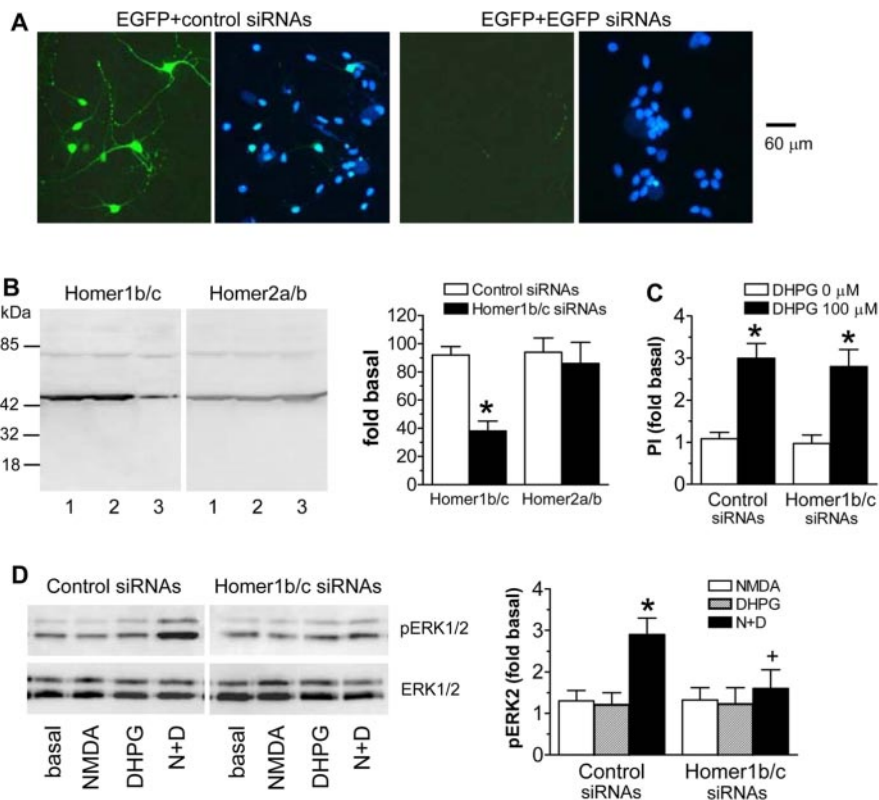 A
EGFP+control siRNAs
EGFP+EGFP siRNAs
60 μm
B
Homer1b/c
Homer2a/b
kDa
85
42
32
18
1 2 3 1 2 3
Control siRNAs
Homer1b/c siRNAs
fold basal
120
100
80
60
40
20
0
*
Homer1b/c Homer2a/b
C
DHPG 0 μM
DHPG 100 μM
PI (fold basal)
4
3
2
1
0
* *
Control siRNAs
Homer1b/c siRNAs
D
Control siRNAs
Homer1b/c siRNAs
pERK1/2
ERK1/2
basal NMDA DHPG N+D basal NMDA DHPG N+D
NMDA
DHPG
N+D
pERK2 (fold basal)
4
3
2
1
0
* +
Control siRNAs
Homer1b/c siRNAs